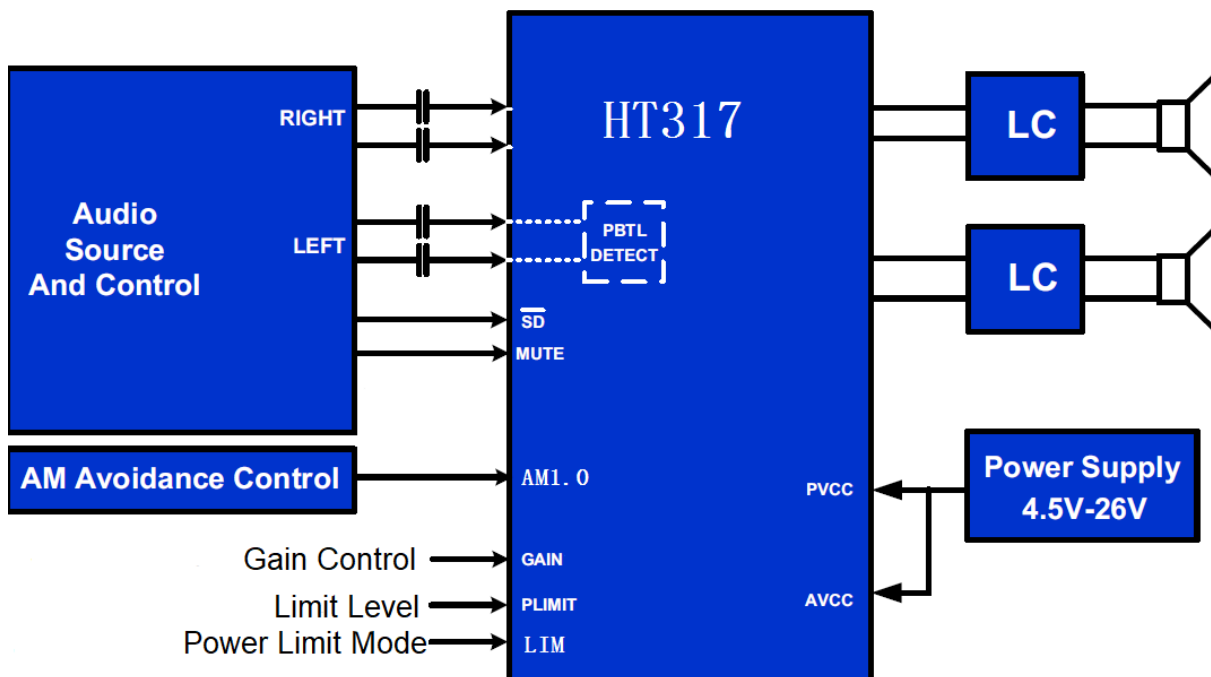 RIGHT
HT317
LC
Audio
Source
And Control
LEFT
PBTL
DETECT
LC
SD
MUTE
AM Avoidance Control
AM1.0
PVCC
Power Supply
4.5V-26V
Gain Control
GAIN
Limit Level
PLIMIT
AVCC
Power Limit Mode
LIM